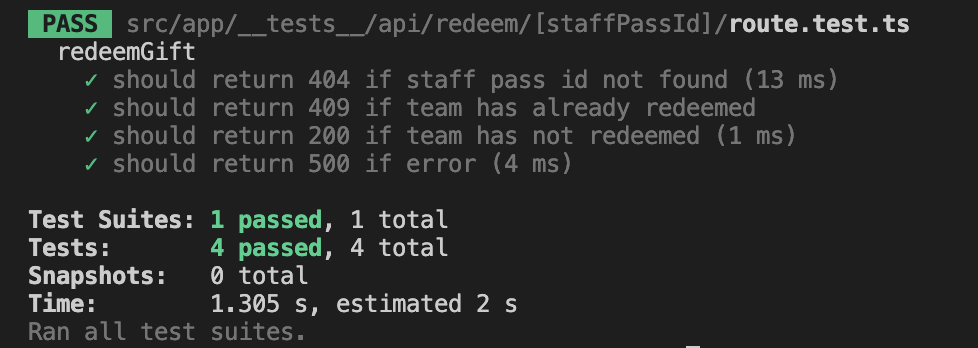 PASS src/app/__tests__/api/redeem/[staffPassId]/route.test.ts
redeemGift
✓ should return 404 if staff pass id not found (13 ms)
✓ should return 409 if team has already redeemed
✓ should return 200 if team has not redeemed (1 ms)
✓ should return 500 if error (4 ms)
Test Suites: 1 passed, 1 total
Tests: 4 passed, 4 total
Snapshots: 0 total
Time: 1.305 s, estimated 2 s
Ran all test suites.